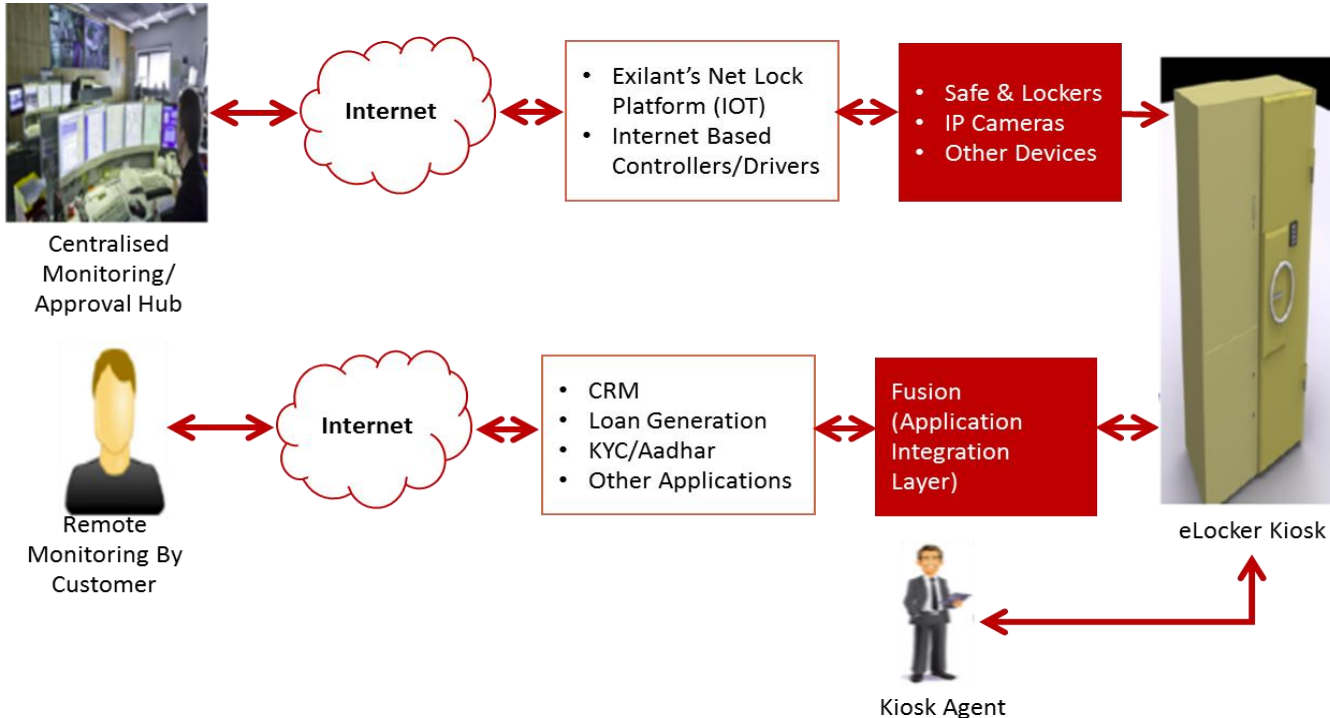 Internet
• Exilant's Net Lock
Platform (IOT)
• Internet Based
Controllers/Drivers
• Safe & Lockers
• IP Cameras
• Other Devices
Centralised
Monitoring/
Approval Hub
Internet
• CRM
• Loan Generation
• KYC/Aadhar
• Other Applications
Fusion
(Application
Integration
Layer)
eLocker Kiosk
Remote
Monitoring By
Customer
Kiosk Agent